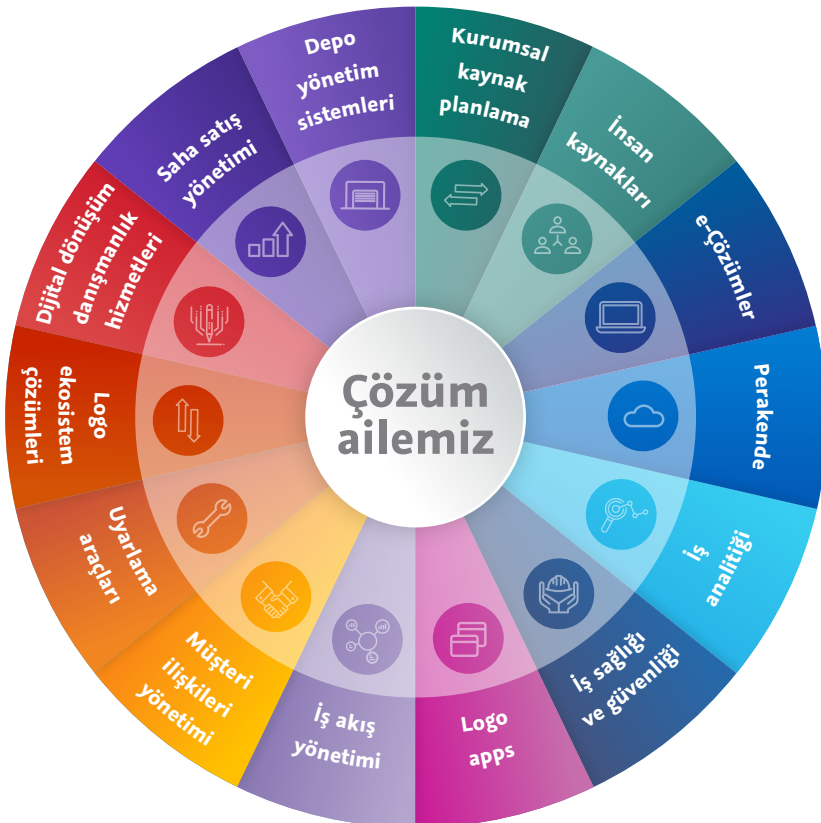 Kurumsal
kaynak
planlama
İnsan
kaynakları
e-Çözümler
Perakende
İş
analitiği
İş sağlığı
ve güvenliği
Logo
apps
İş akış
yönetimi
Müşteri
ilişkileri
yönetimi
Uyarlama
araçları
Logo
ekosistem
çözümleri
Dijital dönüşüm
danışmanlık
hizmetleri
Saha satış
yönetimi
Depo
yönetim
sistemleri
Çözüm
ailemiz